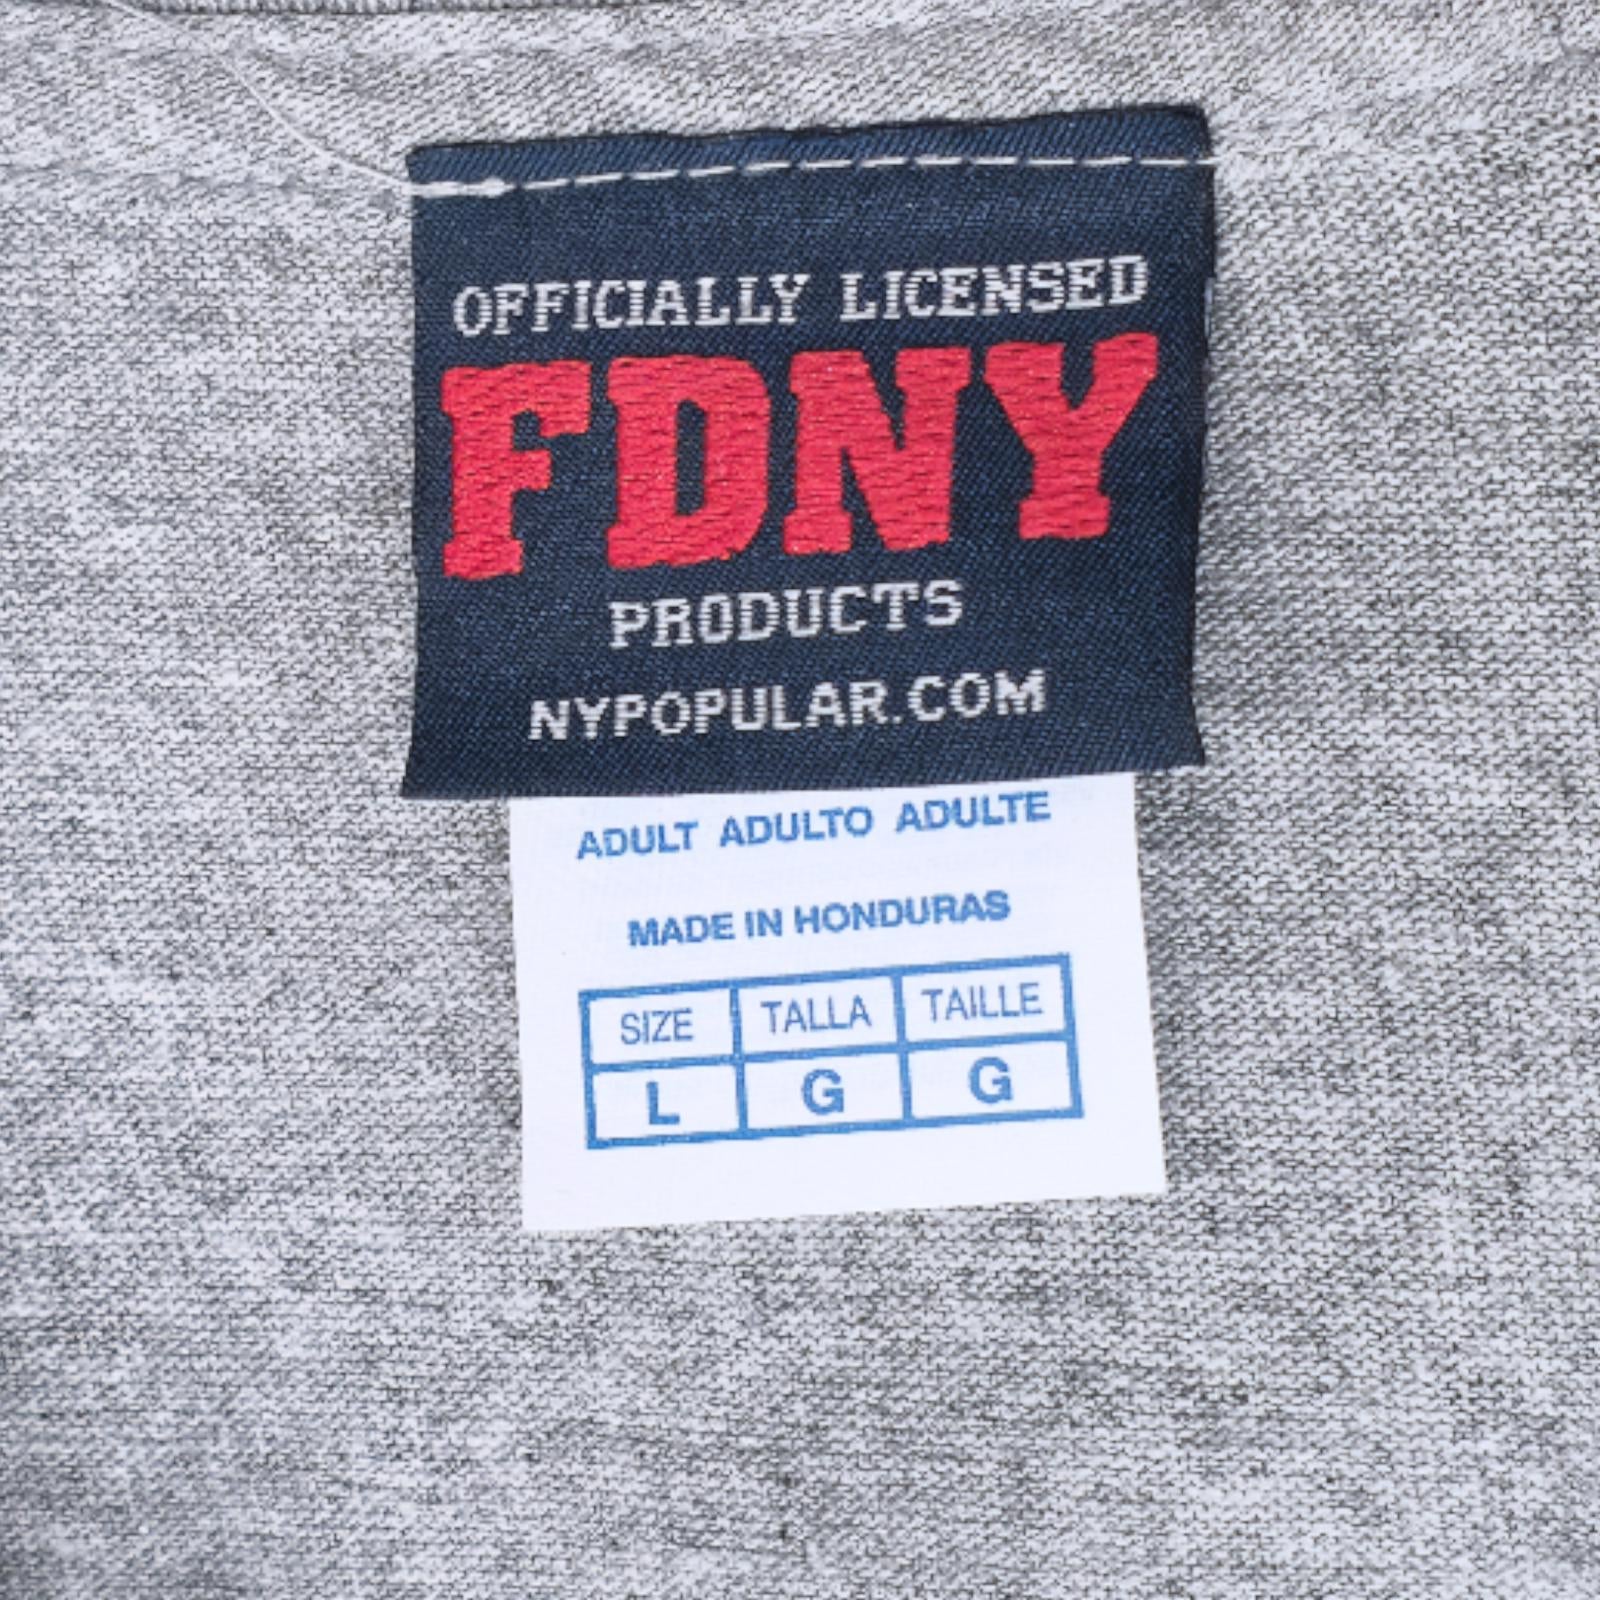 OFFICIALLY LICENSED
FDNY
PRODUCTS
NYPOPULAR.COM
ADULT ADULTO ADULTE
MADE IN HONDURAS
SIZE TALLA TAILLE
L G G